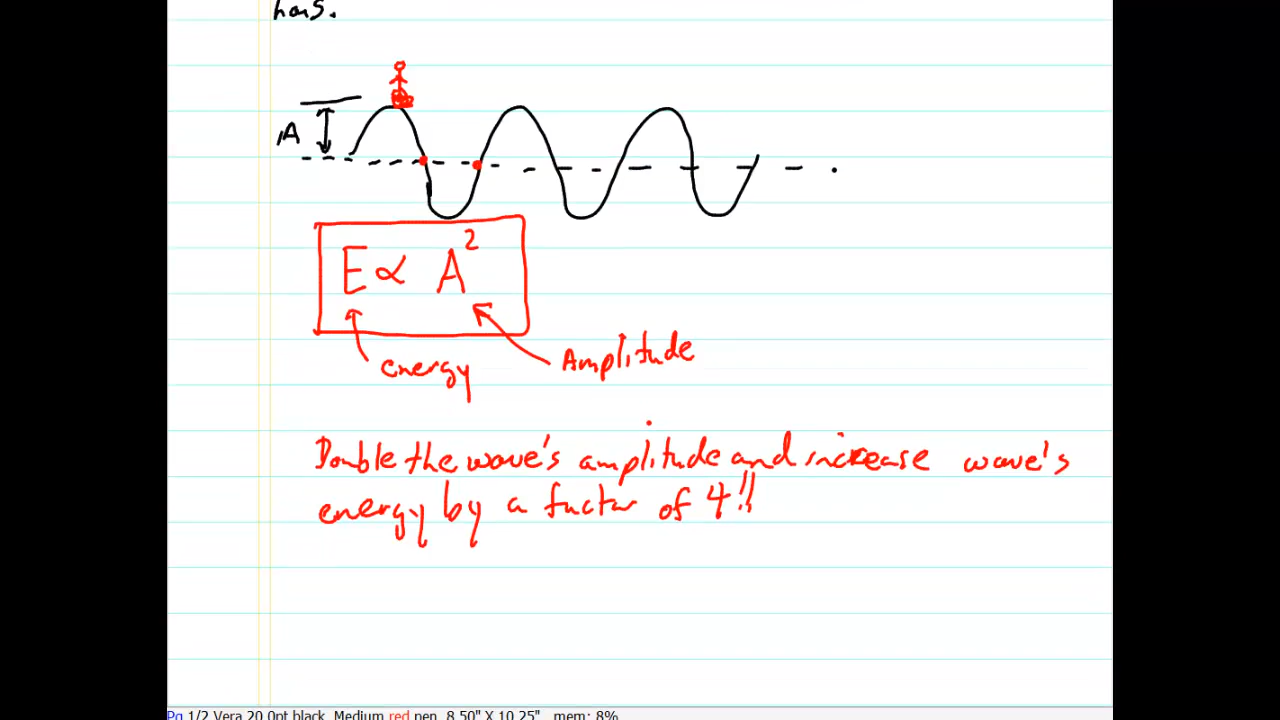 has.
A
E ∝ A²
energy
Amplitude
Double the wave's amplitude and increase wave's
energy by a factor of 4!!
Pg 1/2 Vera 20.0pt black, Medium red pen, 8.50" X 10.25" mem: 8%